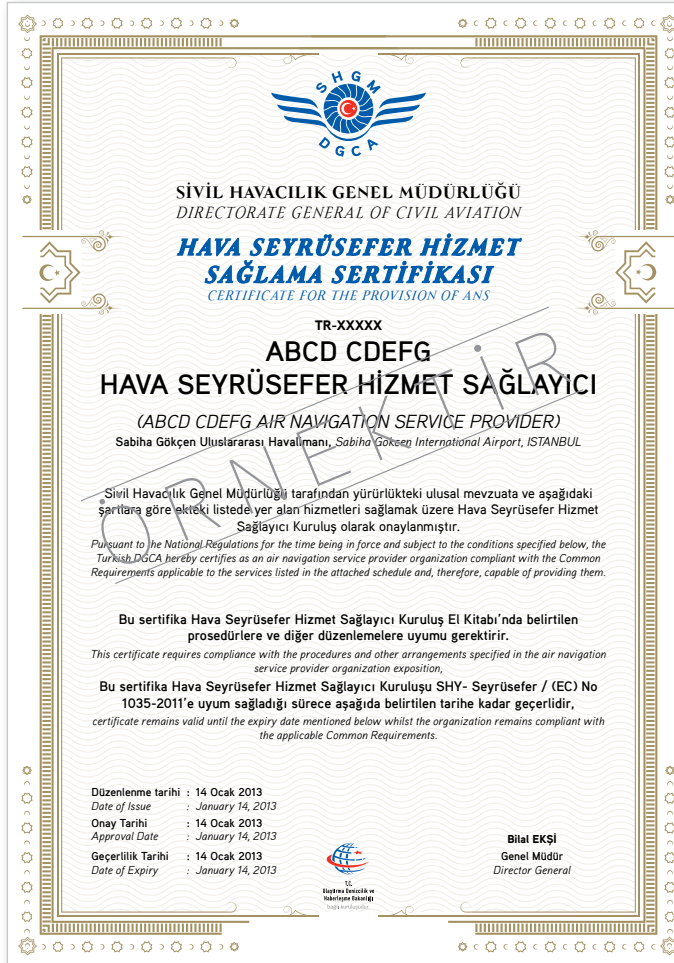 SHGM
DGCA
SİVİL HAVACILIK GENEL MÜDÜRLÜĞÜ
DIRECTORATE GENERAL OF CIVIL AVIATION
HAVA SEYRÜSEFER HİZMET
SAĞLAMA SERTİFİKASI
CERTIFICATE FOR THE PROVISION OF ANS
TR-XXXXX
ABCD CDEFG
HAVA SEYRÜSEFER HİZMET SAĞLAYICI
(ABCD CDEFG AIR NAVIGATION SERVICE PROVIDER)
Sabiha Gökçen Uluslararası Havalimanı, Sabiha Gokcen International Airport, ISTANBUL
ÖRNEKTİR
Sivil Havacılık Genel Müdürlüğü tarafından yürürlükteki ulusal mevzuata ve aşağıdaki
şartlara göre ekteki listede yer alan hizmetleri sağlamak üzere Hava Seyrüsefer Hizmet
Sağlayıcı Kuruluş olarak onaylanmıştır.
Pursuant to the National Regulations for the time being in force and subject to the conditions specified below, the
Turkish DGCA hereby certifies as an air navigation service provider organization compliant with the Common
Requirements applicable to the services listed in the attached schedule and, therefore, capable of providing them.
Bu sertifika Hava Seyrüsefer Hizmet Sağlayıcı Kuruluş El Kitabı'nda belirtilen
prosedürlere ve diğer düzenlemelere uyumu gerektirir.
This certificate requires compliance with the procedures and other arrangements specified in the air navigation
service provider organization exposition,
Bu sertifika Hava Seyrüsefer Hizmet Sağlayıcı Kuruluşu SHY- Seyrüsefer / (EC) No
1035-2011'e uyum sağladığı sürece aşağıda belirtilen tarihe kadar geçerlidir,
certificate remains valid until the expiry date mentioned below whilst the organization remains compliant with
the applicable Common Requirements.
Düzenlenme tarihi : 14 Ocak 2013
Date of Issue : January 14, 2013
Onay Tarihi : 14 Ocak 2013
Approval Date : January 14, 2013
Geçerlilik Tarihi : 14 Ocak 2013
Date of Expiry : January 14, 2013
T.C.
Ulaştırma Denizcilik ve
Haberleşme Bakanlığı
bağlı kuruluşudur.
Bilal EKŞİ
Genel Müdür
Director General